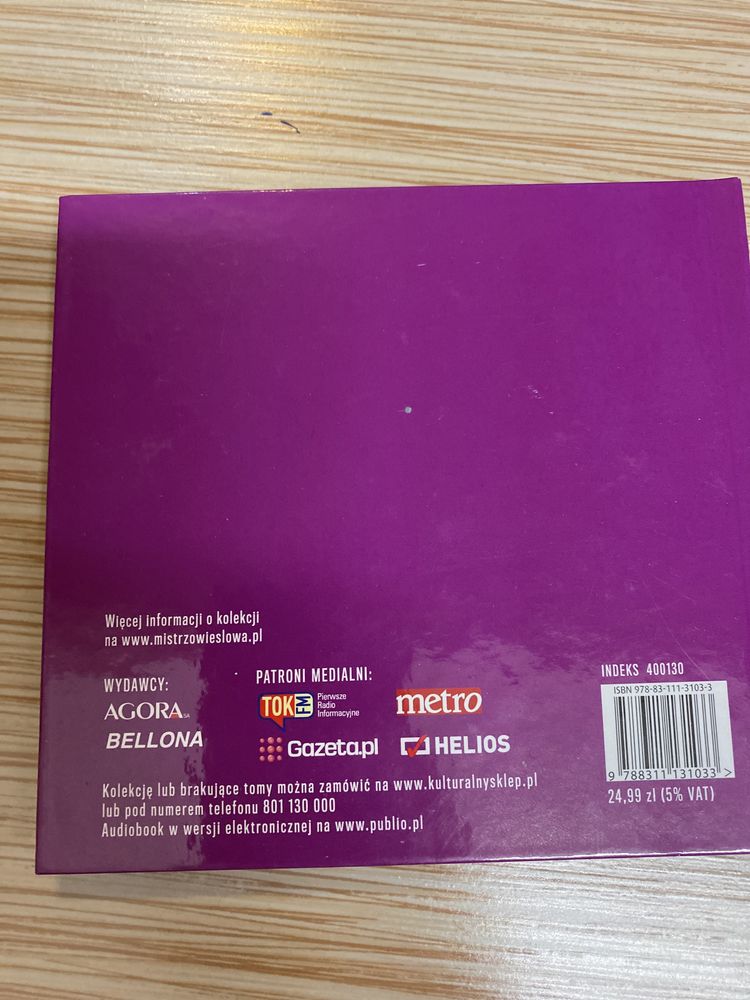 Więcej informacji o kolekcji
na www.mistrzowieslowa.pl
WYDAWCY:
AGORA SA
BELLONA
PATRONI MEDIALNI:
TOK FM Pierwsze
Radio
Informacyjne
metro
Gazeta.pl
HELIOS
Kolekcję lub brakujące tomy można zamówić na www.kulturalnysklep.pl
lub pod numerem telefonu 801 130 000
Audiobook w wersji elektronicznej na www.publio.pl
INDEKS 400130
ISBN 978-83-111-3103-3
9 788311 131033 >
24,99 zl (5% VAT)